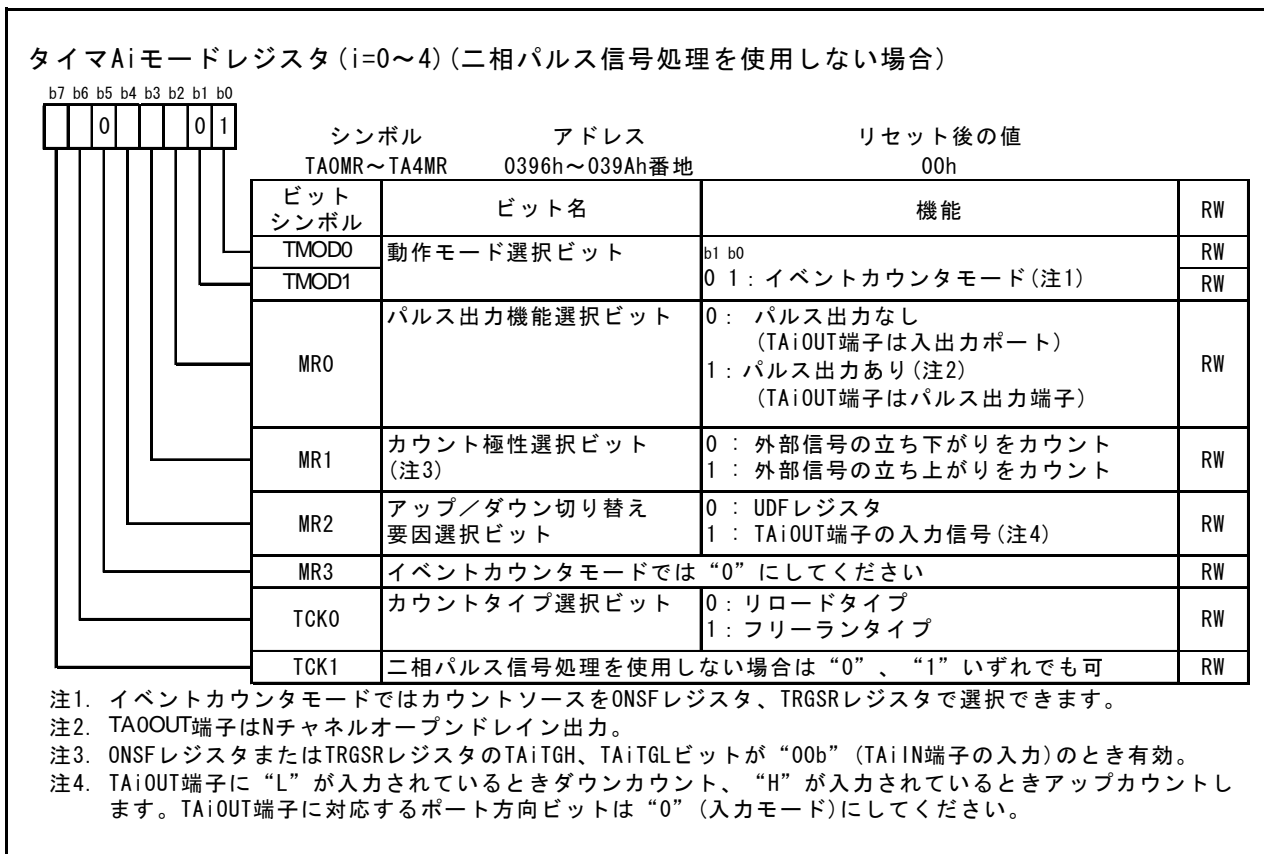 タイマAiモードレジスタ(i=0～4)(二相パルス信号処理を使用しない場合)
b7 b6 b5 b4 b3 b2 b1 b0
0 0 1
シンボル アドレス リセット後の値
TA0MR～TA4MR 0396h～039Ah番地 00h
ビット
シンボル
ビット名 機能 RW
TMOD0 動作モード選択ビット b1 b0 RW
TMOD1 0 1：イベントカウンタモード(注1) RW
MR0 パルス出力機能選択ビット 0： パルス出力なし
(TAiOUT端子は入出力ポート)
1：パルス出力あり(注2)
(TAiOUT端子はパルス出力端子)
RW
MR1 カウント極性選択ビット
(注3)
0 ： 外部信号の立ち下がりをカウント
1 ： 外部信号の立ち上がりをカウント
RW
MR2 アップ／ダウン切り替え
要因選択ビット
0 ： UDFレジスタ
1 ： TAiOUT端子の入力信号(注4)
RW
MR3 イベントカウンタモードでは“0”にしてください RW
TCK0 カウントタイプ選択ビット 0：リロードタイプ
1：フリーランタイプ
RW
TCK1 二相パルス信号処理を使用しない場合は“0”、“1”いずれでも可 RW
注1. イベントカウンタモードではカウントソースをONSFレジスタ、TRGSRレジスタで選択できます。
注2. TA0OUT端子はNチャネルオープンドレイン出力。
注3. ONSFレジスタまたはTRGSRレジスタのTAiTGH、TAiTGLビットが“00b”(TAiIN端子の入力)のとき有効。
注4. TAiOUT端子に“L”が入力されているときダウンカウント、“H”が入力されているときアップカウントし
ます。TAiOUT端子に対応するポート方向ビットは“0”(入力モード)にしてください。